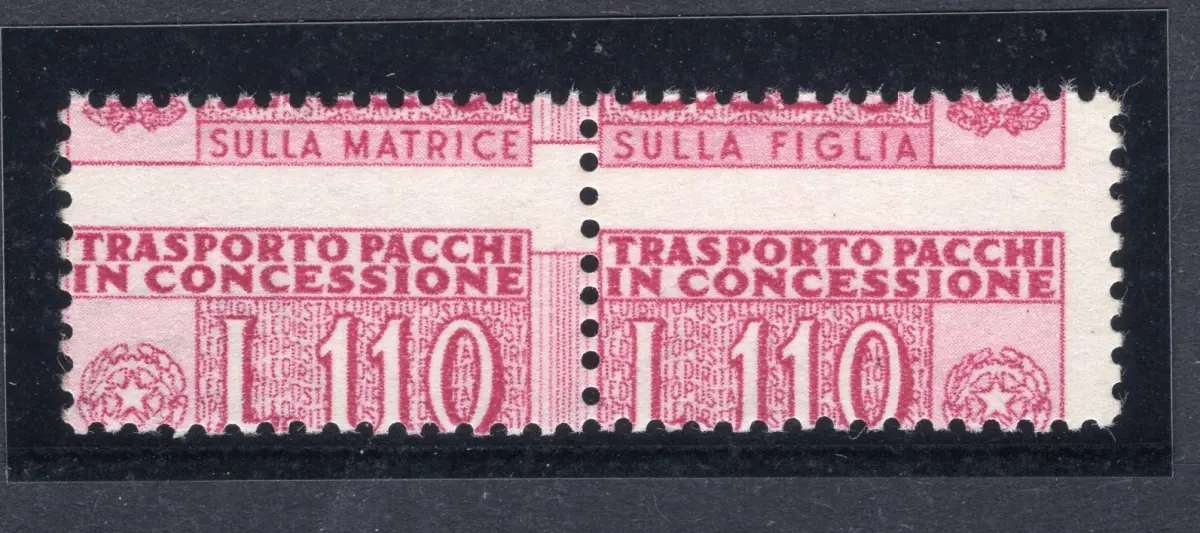 SULLA MATRICE SULLA FIGLIA
TRASPORTO PACCHI TRASPORTO PACCHI
IN CONCESSIONE IN CONCESSIONE
L 110 L 110